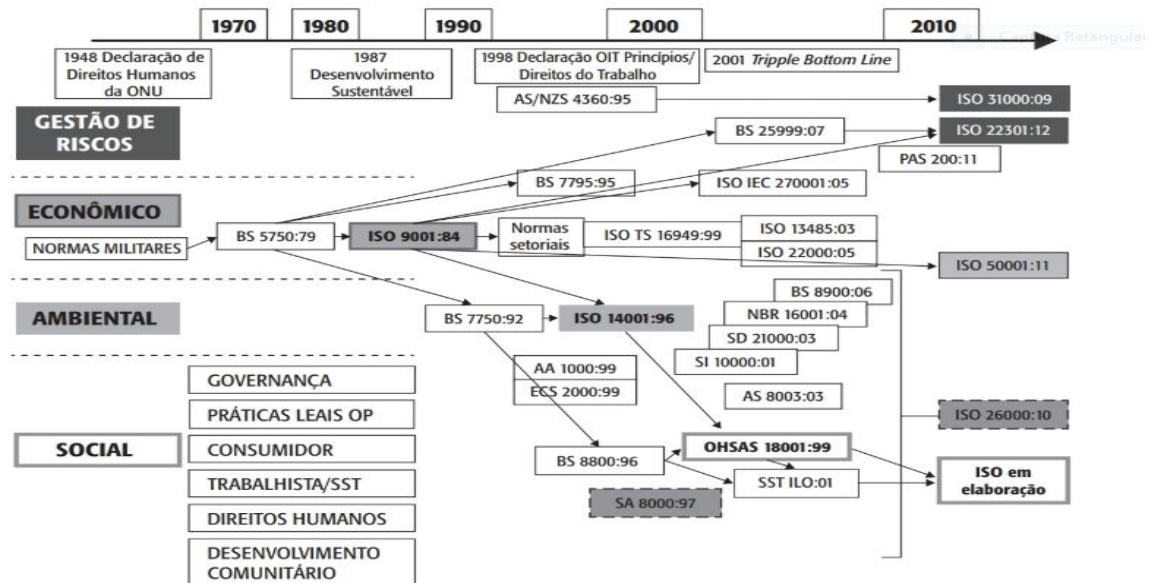 1970
1980
1990
2000
2010
Captura Retangular
1948 Declaração de
Direitos Humanos
da ONU
1987
Desenvolvimento
Sustentável
1998 Declaração OIT Princípios/
Direitos do Trabalho
2001 Tripple Bottom Line
AS/NZS 4360:95
ISO 31000:09
GESTÃO DE
RISCOS
BS 25999:07
ISO 22301:12
PAS 200:11
BS 7795:95
ISO IEC 270001:05
ECONÔMICO
NORMAS MILITARES
BS 5750:79
ISO 9001:84
Normas
setoriais
ISO TS 16949:99
ISO 13485:03
ISO 22000:05
ISO 50001:11
AMBIENTAL
BS 7750:92
ISO 14001:96
BS 8900:06
NBR 16001:04
SD 21000:03
SI 10000:01
AA 1000:99
ECS 2000:99
AS 8003:03
ISO 26000:10
SOCIAL
GOVERNANÇA
PRÁTICAS LEAIS OP
CONSUMIDOR
TRABALHISTA/SST
DIREITOS HUMANOS
DESENVOLVIMENTO
COMUNITÁRIO
BS 8800:96
OHSAS 18001:99
SST ILO:01
SA 8000:97
ISO em
elaboração